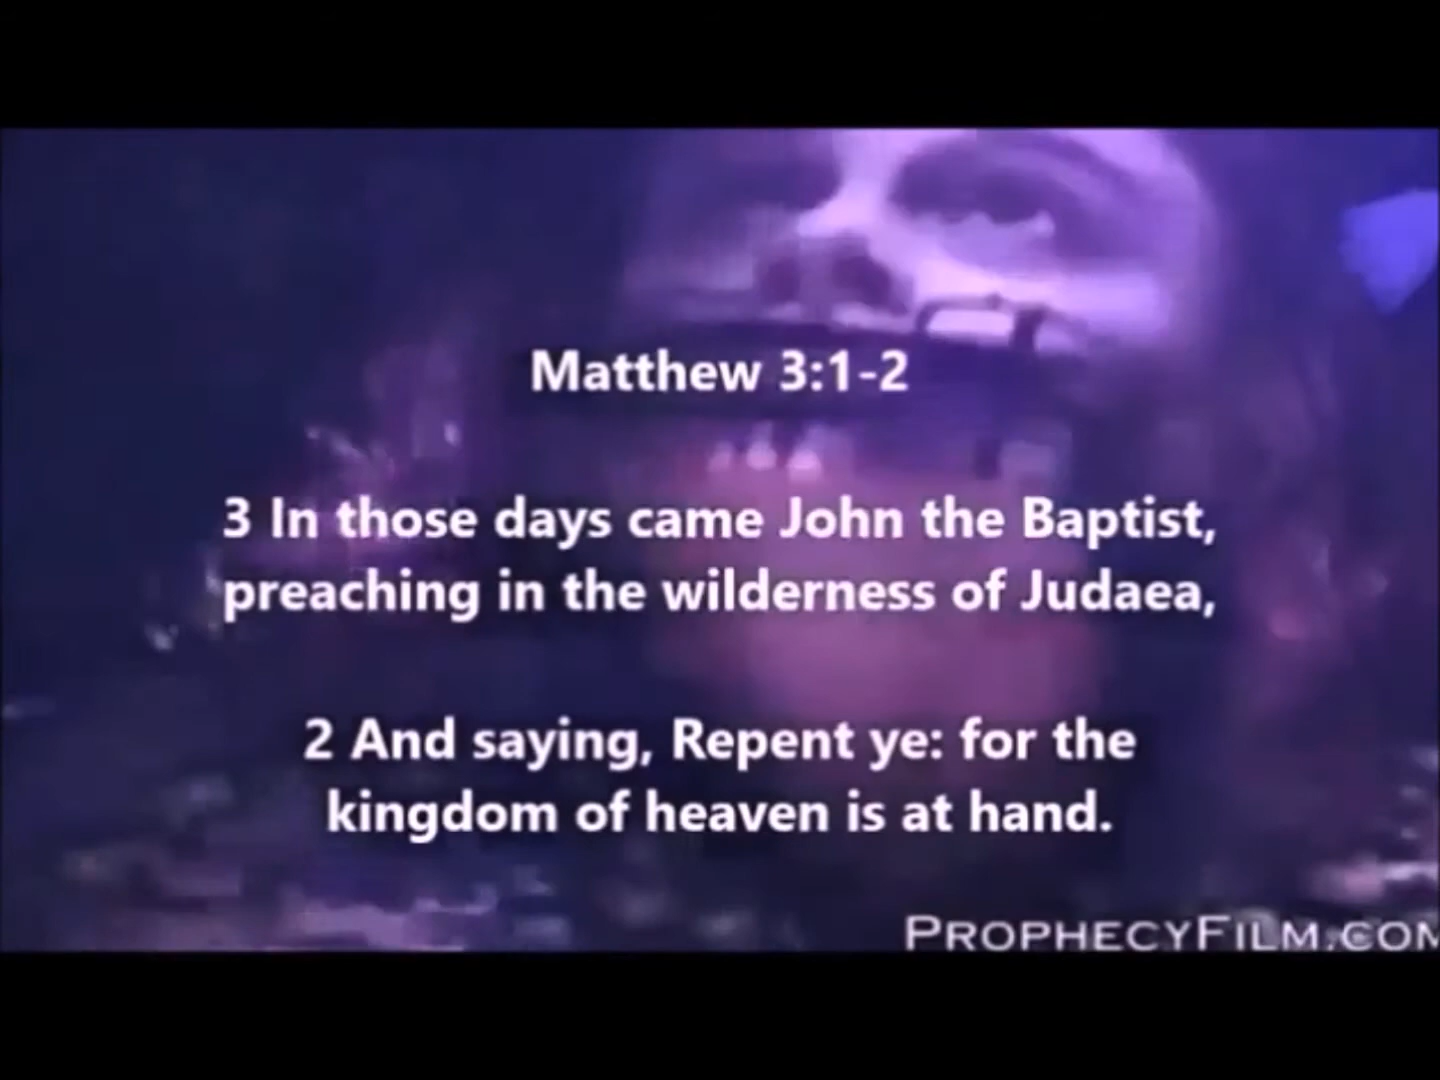 Matthew 3:1-2
3 In those days came John the Baptist,
preaching in the wilderness of Judaea,
2 And saying, Repent ye: for the
kingdom of heaven is at hand.
PROPHECYFILM.COM